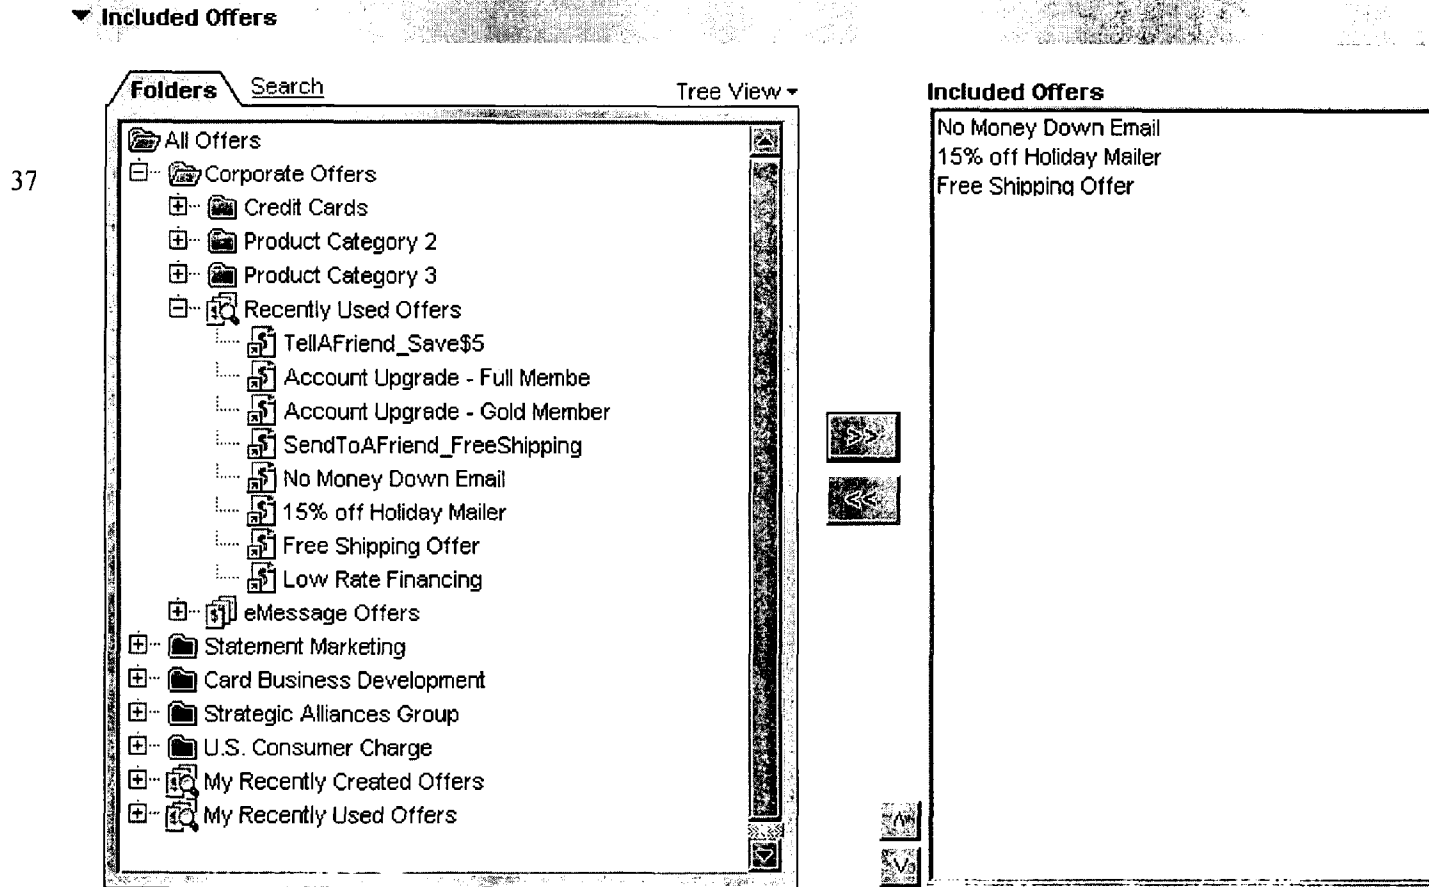 Included Offers
Folders Search Tree View
Included Offers
All Offers
Corporate Offers
Credit Cards
Product Category 2
Product Category 3
Recently Used Offers
TellAFriend_Save$5
Account Upgrade - Full Membe
Account Upgrade - Gold Member
SendToAFriend_FreeShipping
No Money Down Email
15% off Holiday Mailer
Free Shipping Offer
Low Rate Financing
eMessage Offers
Statement Marketing
Card Business Development
Strategic Alliances Group
U.S. Consumer Charge
My Recently Created Offers
My Recently Used Offers
37
>>
<<
No Money Down Email
15% off Holiday Mailer
Free Shipping Offer